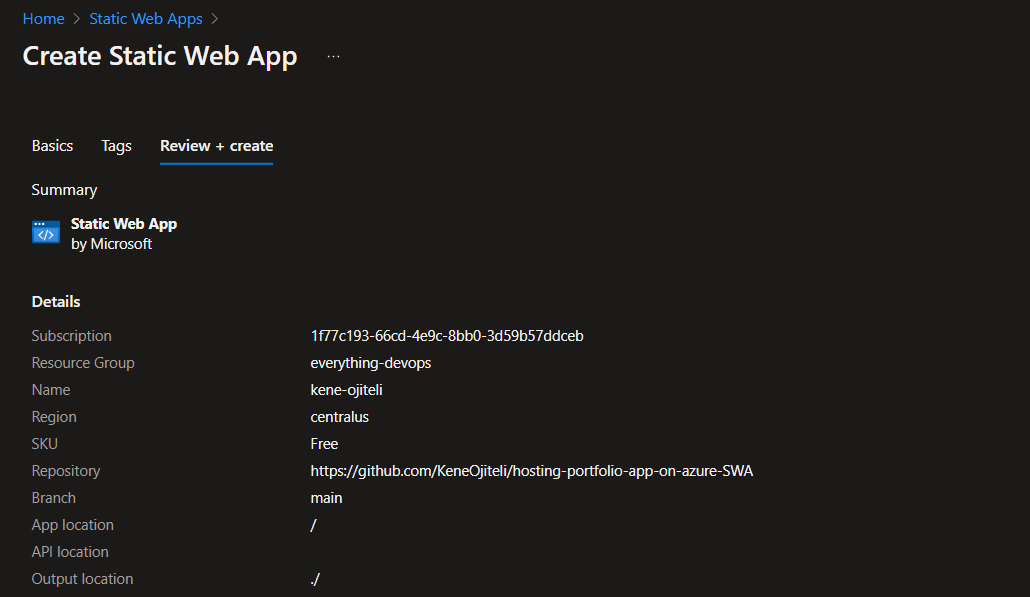 Home > Static Web Apps >
Create Static Web App ...
Basics Tags Review + create
Summary
Static Web App
by Microsoft
Details
Subscription 1f77c193-66cd-4e9c-8bb0-3d59b57ddceb
Resource Group everything-devops
Name kene-ojiteli
Region centralus
SKU Free
Repository https://github.com/KeneOjiteli/hosting-portfolio-app-on-azure-SWA
Branch main
App location /
API location
Output location ./